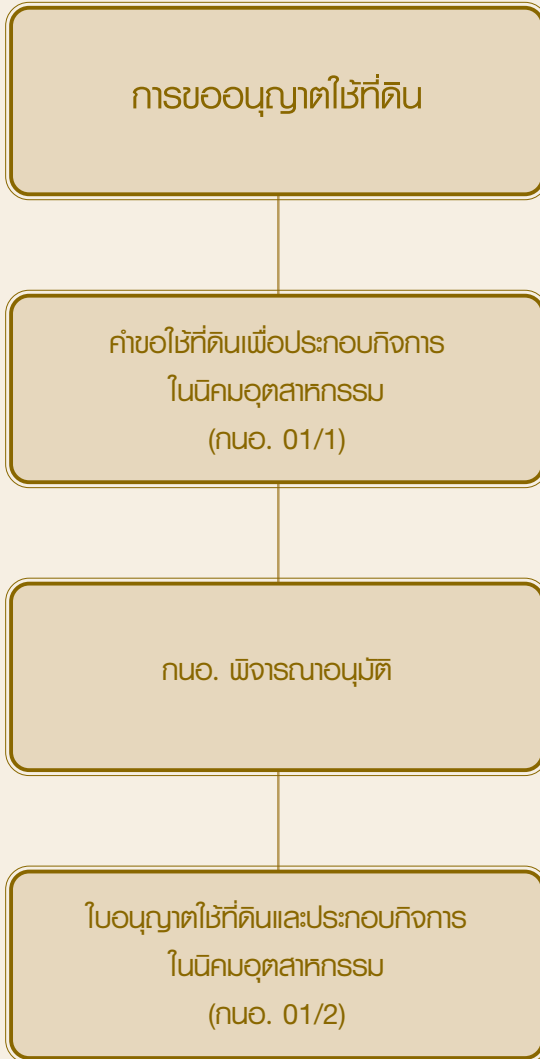 การขออนุญาตใช้ที่ดิน
คำขอใช้ที่ดินเพื่อประกอบกิจการ
ในนิคมอุตสาหกรรม
(กนอ. 01/1)
กนอ. พิจารณาอนุมัติ
ใบอนุญาตใช้ที่ดินและประกอบกิจการ
ในนิคมอุตสาหกรรม
(กนอ. 01/2)